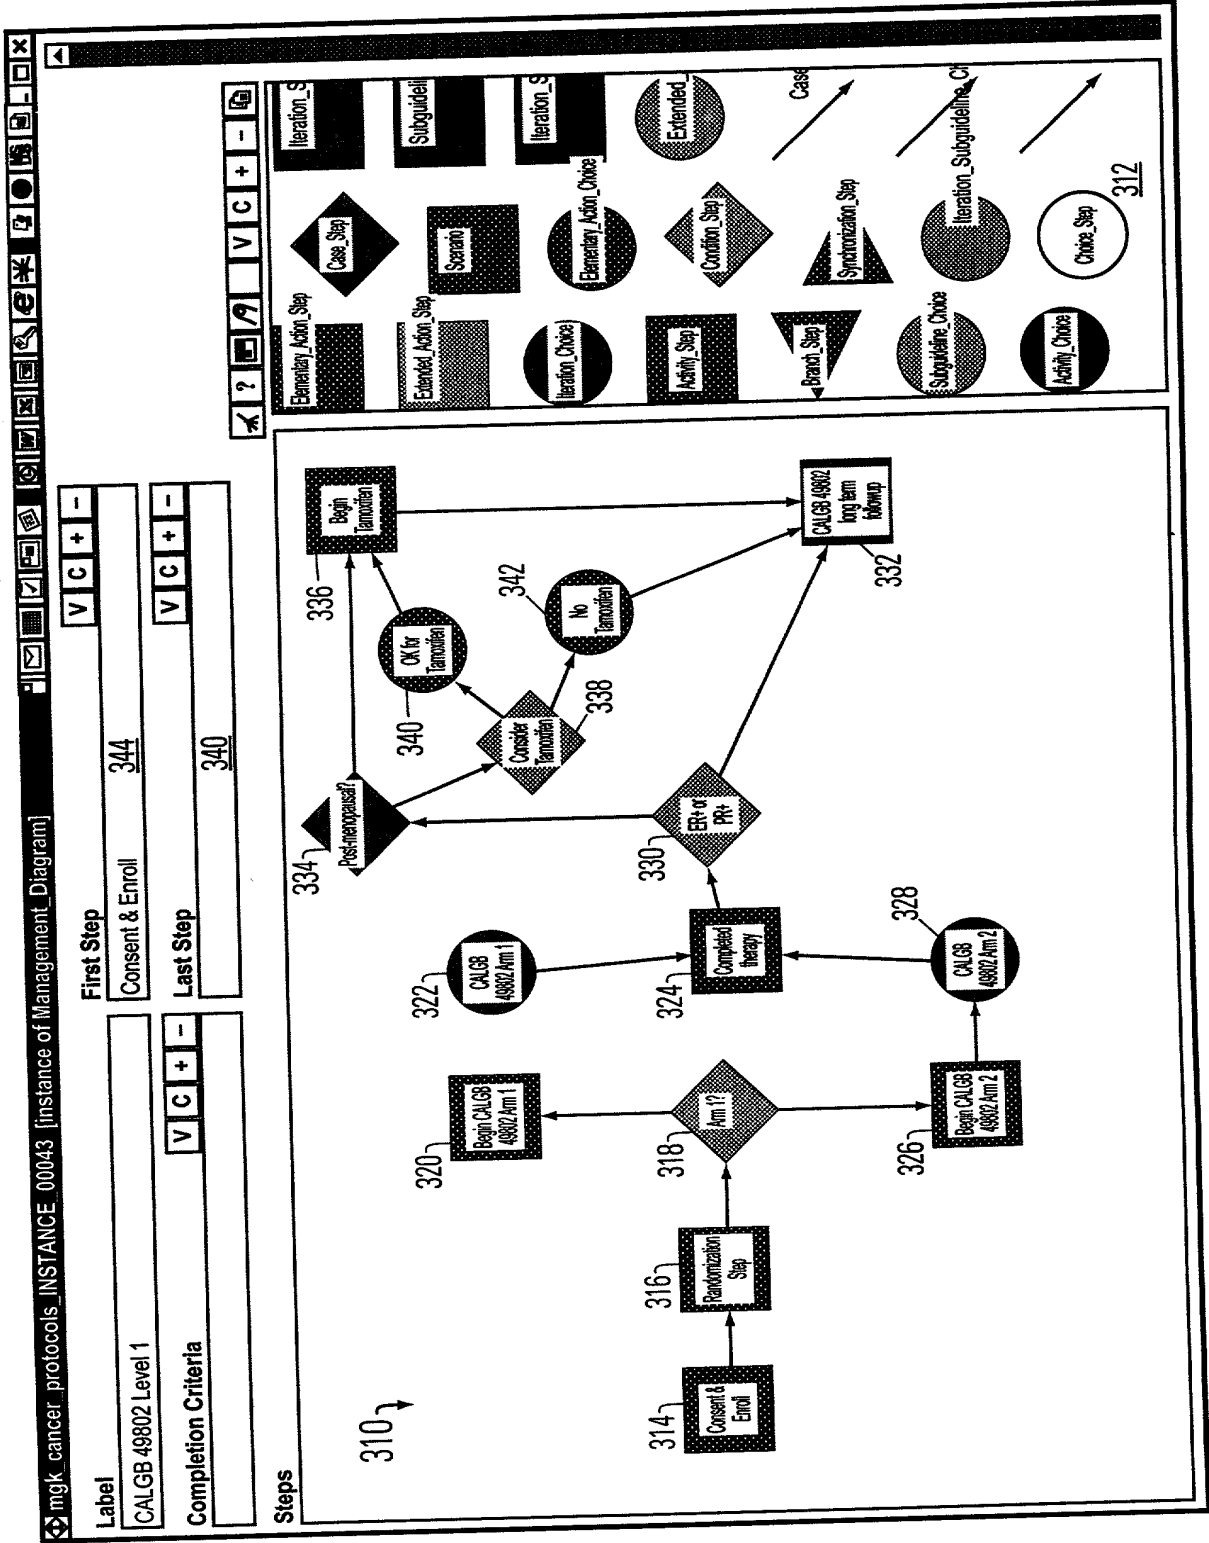 mgk_cancer_protocols_INSTANCE_00043 [instance of Management_Diagram]
Label
CALGB 49802 Level 1
First Step
V C + −
Consent & Enroll
344
Completion Criteria
V C + −
Last Step
V C + −
340
Steps
? V C + −
310
314
Consent &
Enroll
316
Randomization
Step
318
Arm 1?
320
Begin CALGB
49802 Arm 1
322
CALGB
49802 Arm 1
324
Completed
therapy
326
Begin CALGB
49802 Arm 2
328
CALGB
49802 Arm 2
330
ER+ or
PR+
334
Post-menopausal?
338
Consider
Tamoxifen
340
OK for
Tamoxifen
342
No
Tamoxifen
336
Begin
Tamoxifen
332
CALGB 49802
long term
followup
Elementary_Action_Step
Case_Step
Iteration_S
Extended_Action_Step
Scenario
Subguideli
Iteration_Choice
Elementary_Action_Choice
Iteration_S
Activity_Step
Condition_Step
Extended_
Branch_Step
Synchronization_Step
Case
Subguideline_Choice
Iteration_Subguideline_Ch
Activity_Choice
Choice_Step
312